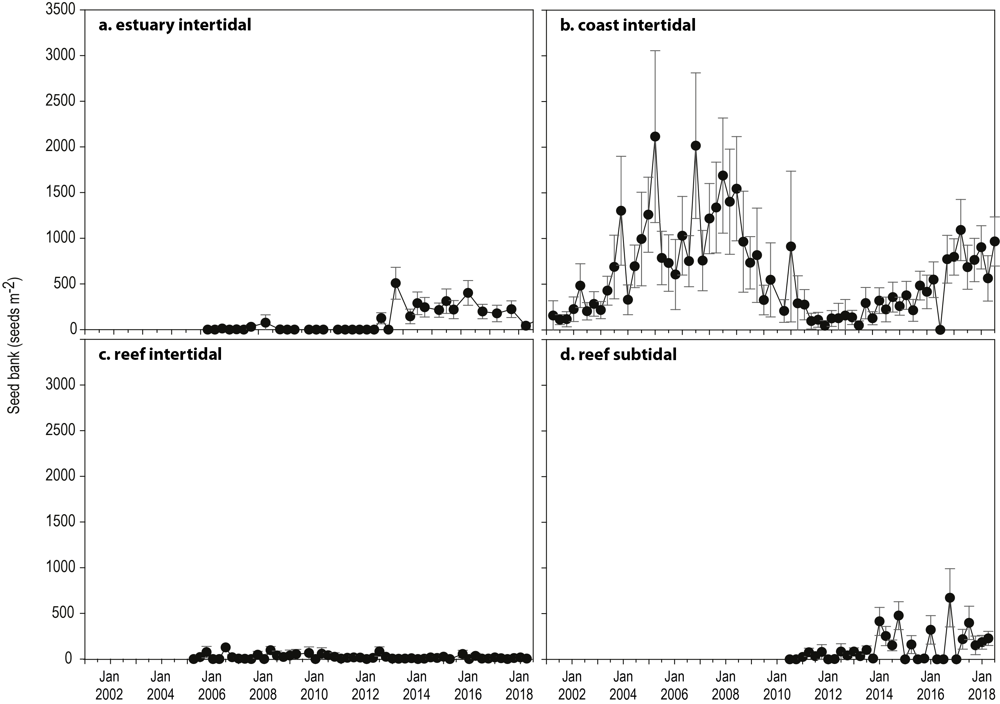 3500
a. estuary intertidal
b. coast intertidal
3000
2500
2000
1500
1000
500
0
Seed bank (seeds m-2)
c. reef intertidal
d. reef subtidal
3000
2500
2000
1500
1000
500
0
Jan Jan Jan Jan Jan Jan Jan Jan Jan Jan Jan Jan Jan Jan Jan Jan Jan Jan
2002 2004 2006 2008 2010 2012 2014 2016 2018 2002 2004 2006 2008 2010 2012 2014 2016 2018